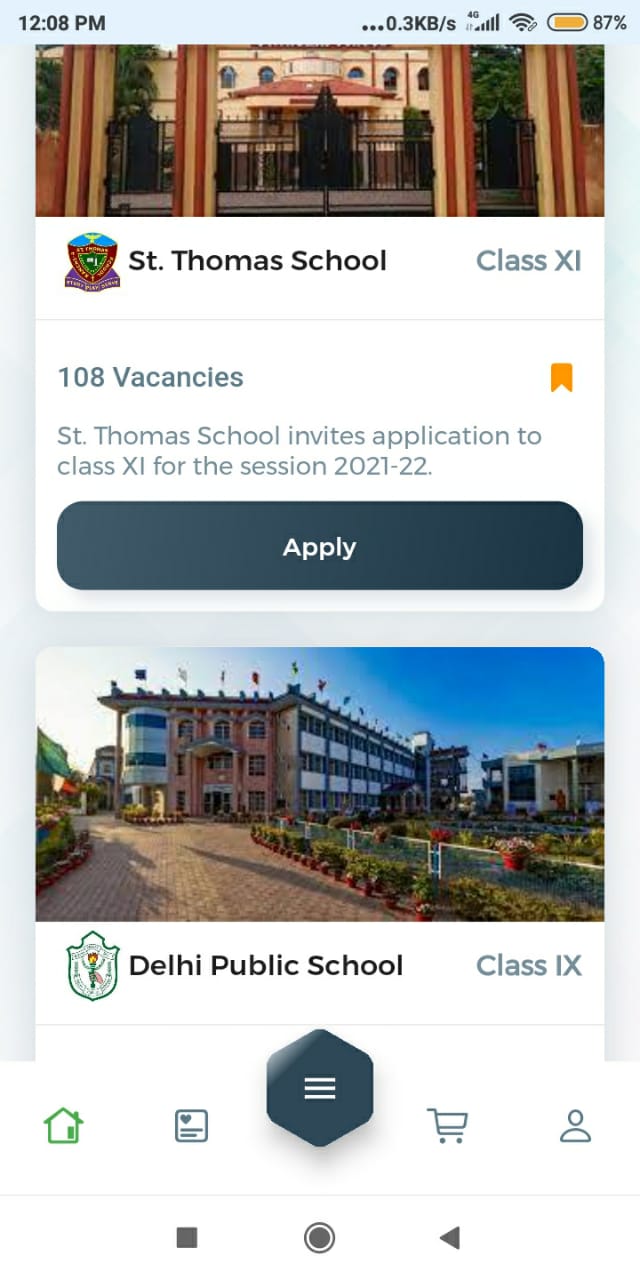 12:08 PM
...0.3KB/s 4G 87%
St. Thomas School
Class XI
108 Vacancies
St. Thomas School invites application to
class XI for the session 2021-22.
Apply
Delhi Public School
Class IX